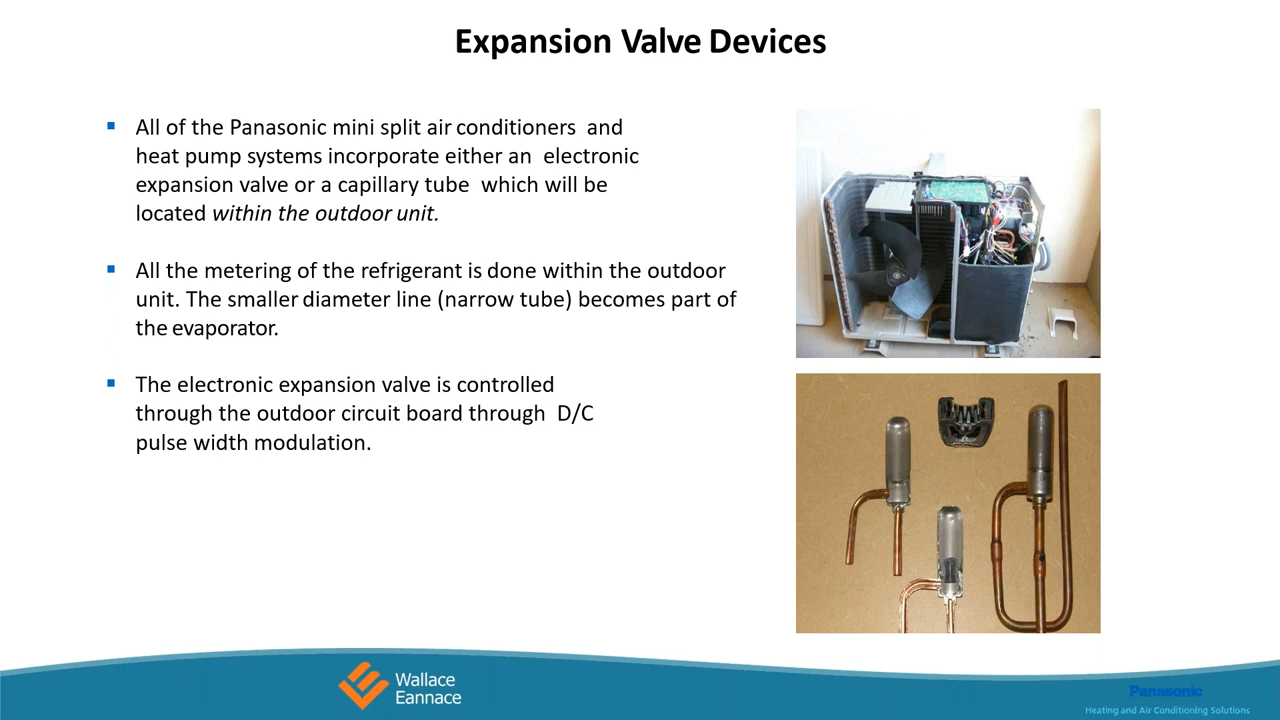 Expansion Valve Devices
All of the Panasonic mini split air conditioners and
heat pump systems incorporate either an electronic
expansion valve or a capillary tube which will be
located within the outdoor unit.
All the metering of the refrigerant is done within the outdoor
unit. The smaller diameter line (narrow tube) becomes part of
the evaporator.
The electronic expansion valve is controlled
through the outdoor circuit board through D/C
pulse width modulation.
Wallace
Eannace
Panasonic
Heating and Air Conditioning Solutions